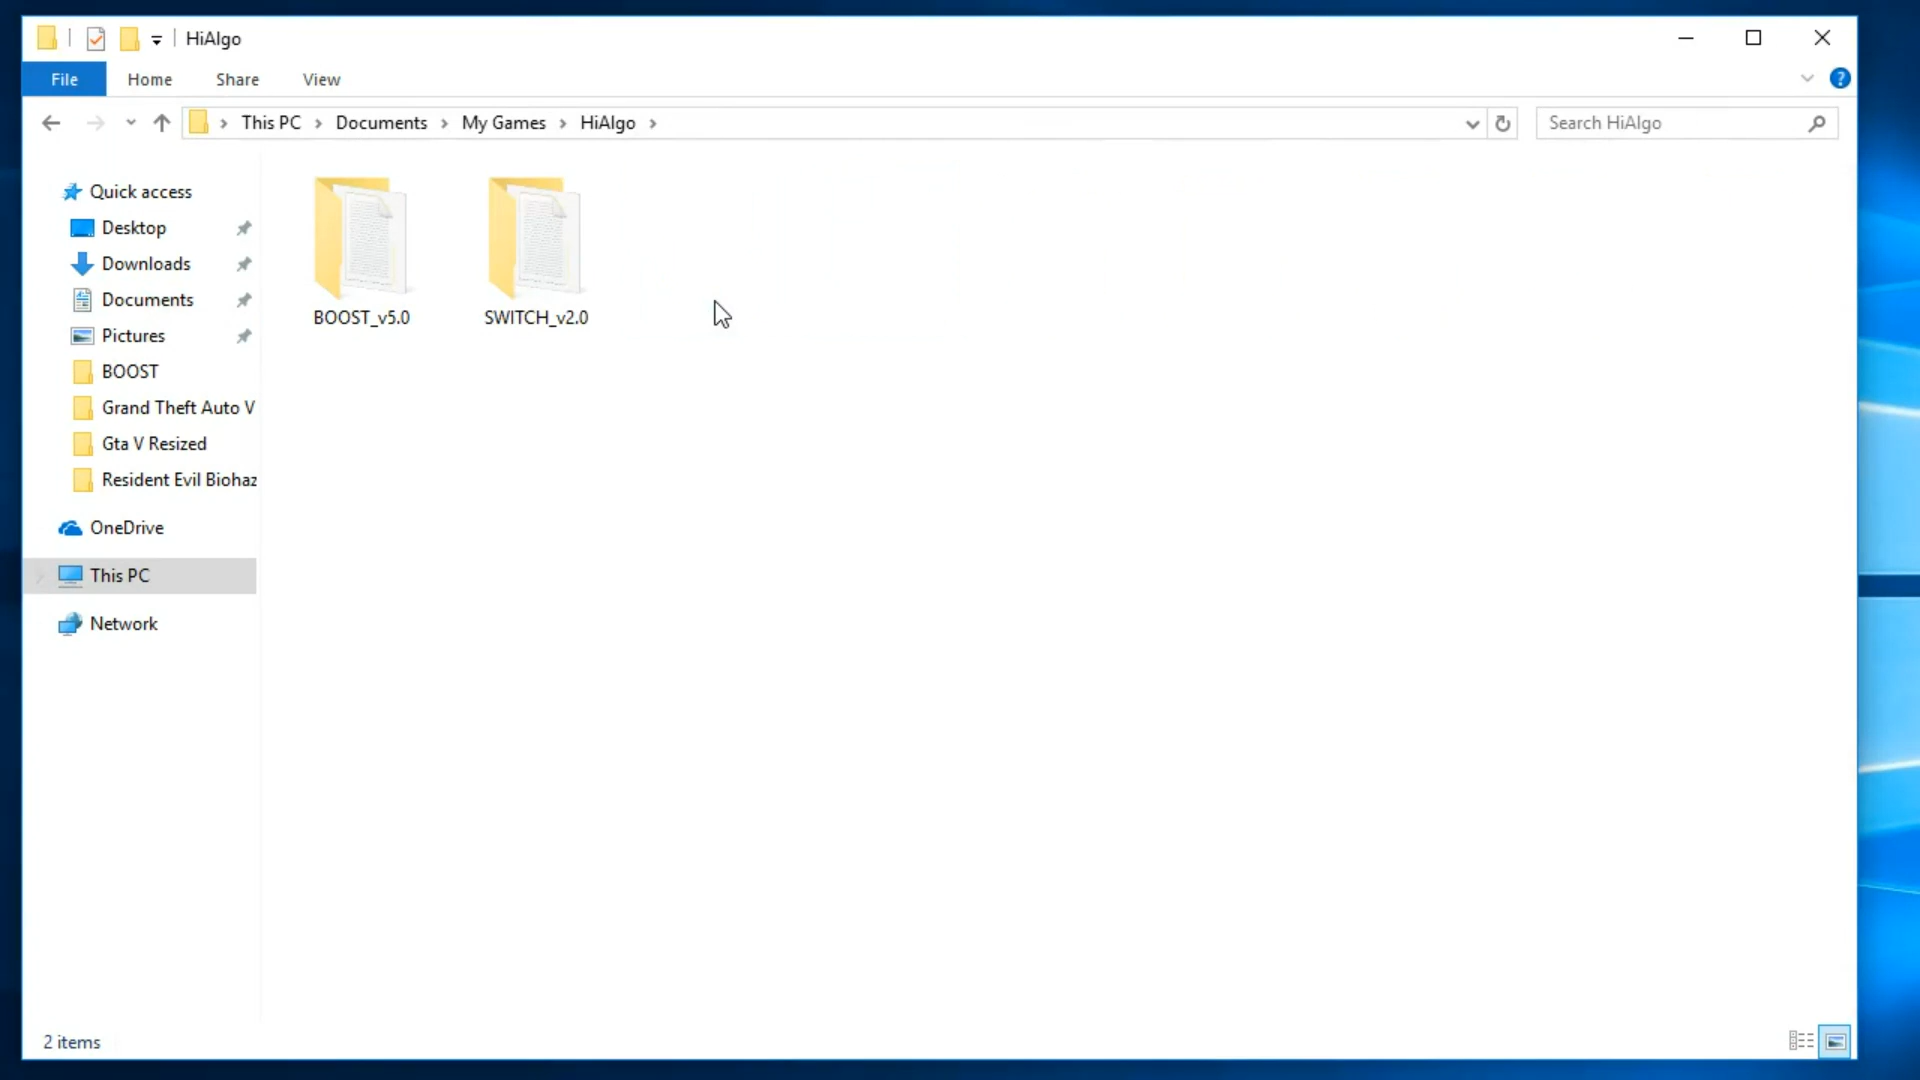 HiAlgo
File Home Share View
This PC Documents My Games HiAlgo
Search HiAlgo
Quick access
Desktop
Downloads
Documents
Pictures
BOOST
Grand Theft Auto V
Gta V Resized
Resident Evil Biohaz
OneDrive
This PC
Network
BOOST_v5.0 SWITCH_v2.0
2 items